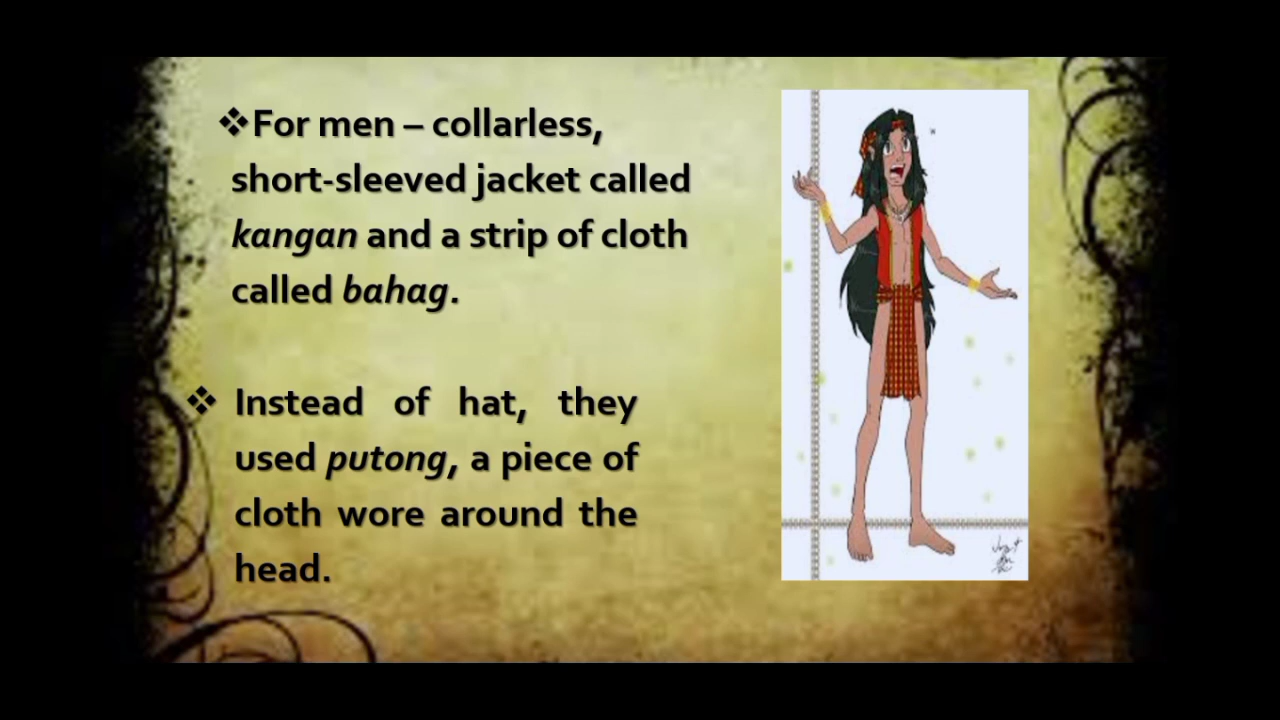 ❖For men – collarless,
short-sleeved jacket called
kangan and a strip of cloth
called bahag.
❖ Instead of hat, they
used putong, a piece of
cloth wore around the
head.